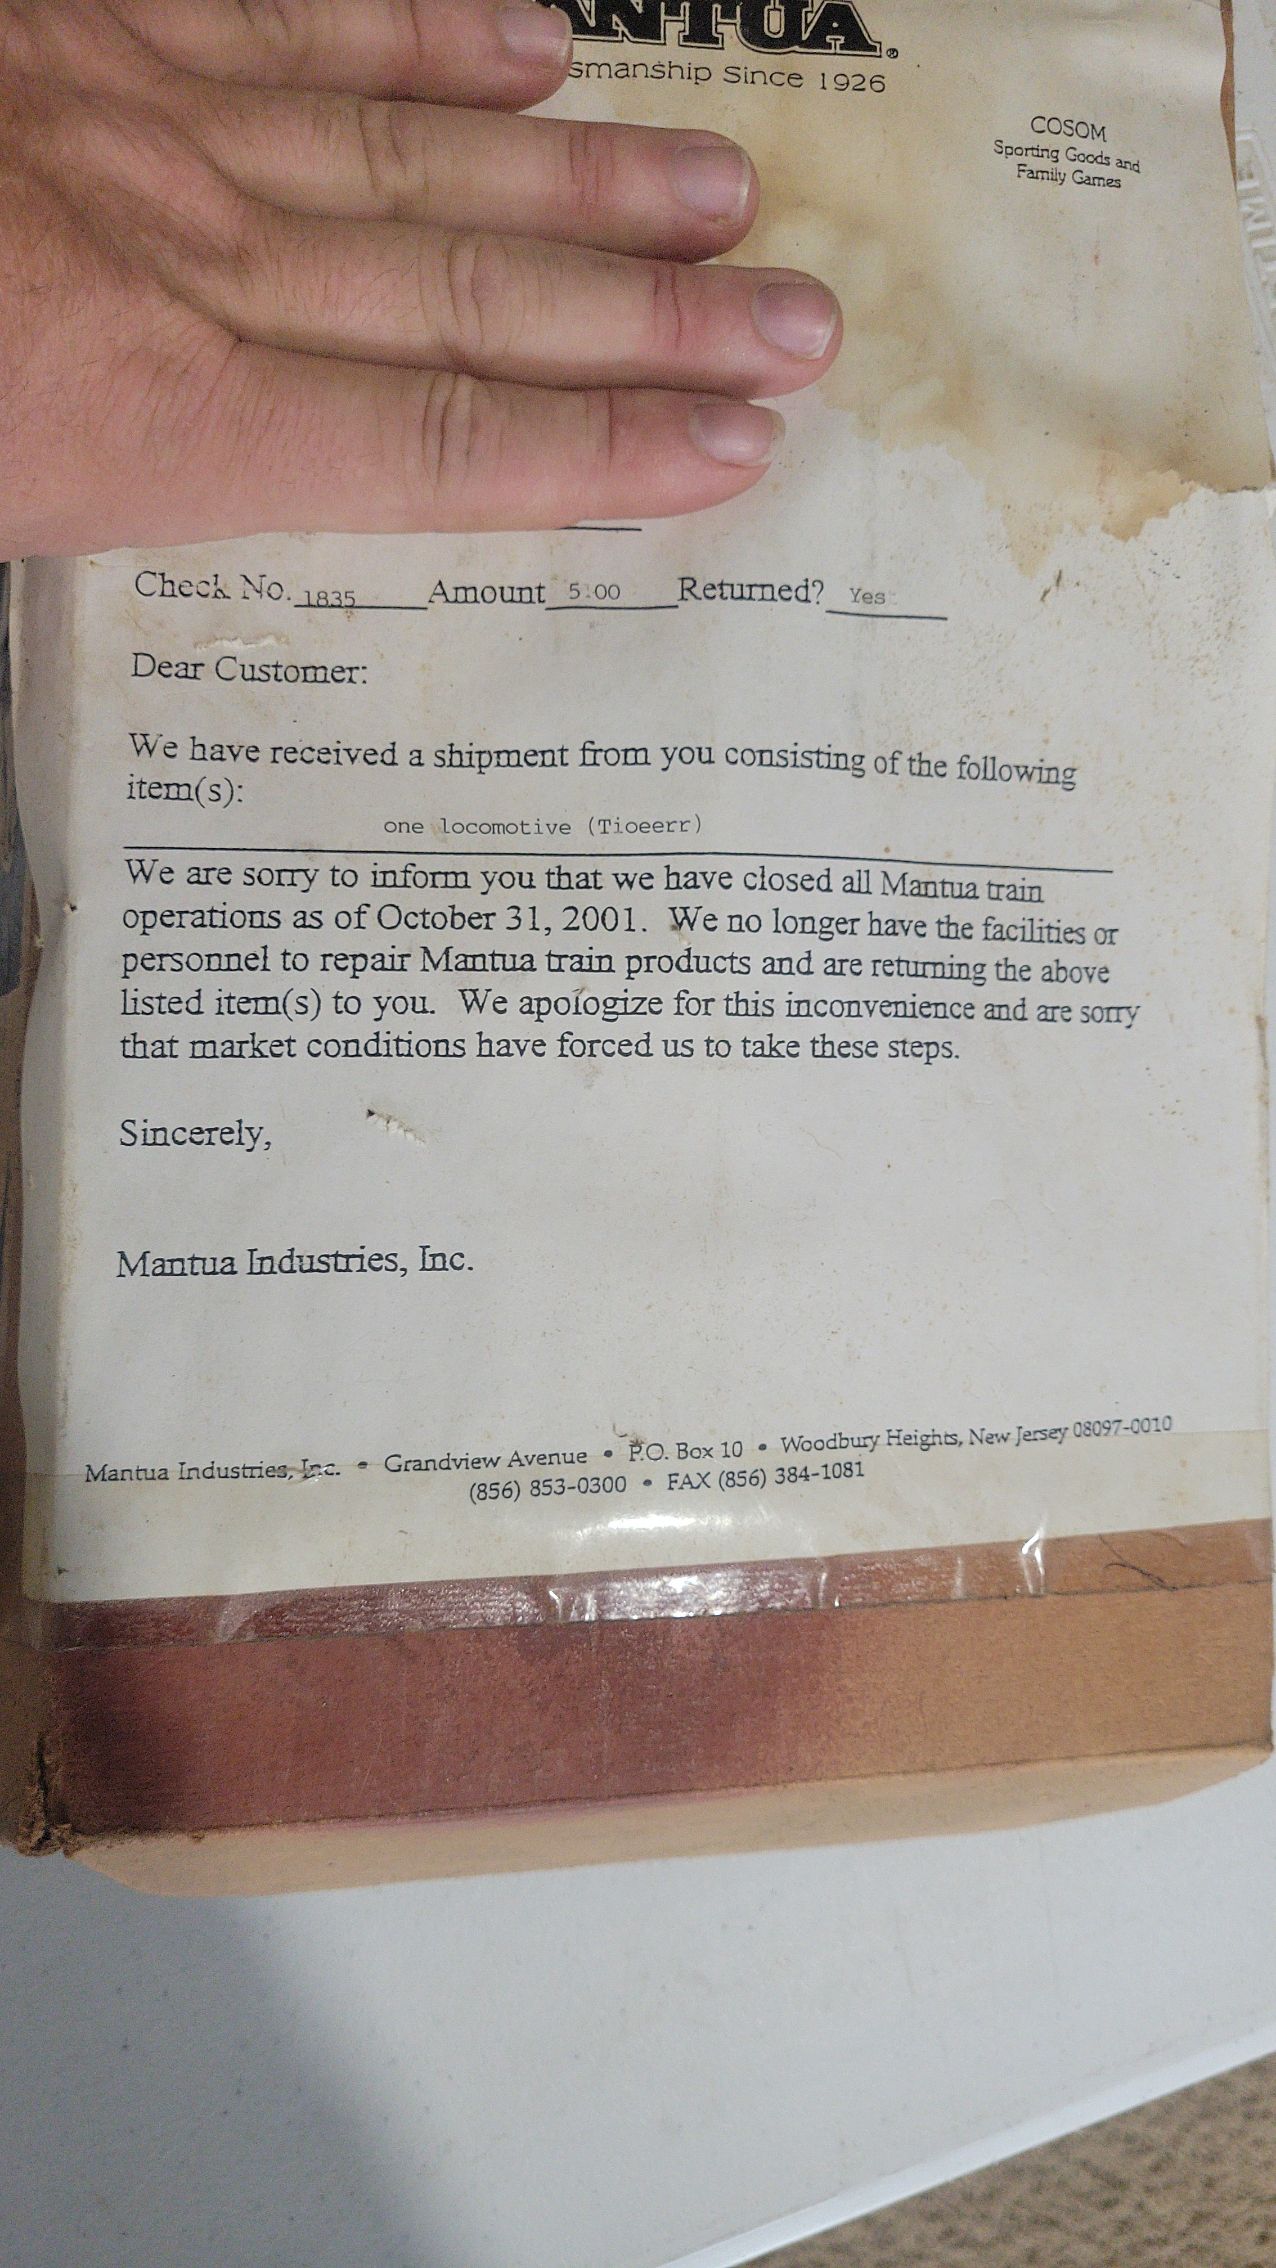 ANTUA®
smanship Since 1926
COSOM
Sporting Goods and
Family Games
Check No. 1835 Amount 5.00 Returned? Yes
Dear Customer:
We have received a shipment from you consisting of the following
item(s):
one locomotive (Tioeerr)
We are sorry to inform you that we have closed all Mantua train
operations as of October 31, 2001. We no longer have the facilities or
personnel to repair Mantua train products and are returning the above
listed item(s) to you. We apologize for this inconvenience and are sorry
that market conditions have forced us to take these steps.
Sincerely,
Mantua Industries, Inc.
Mantua Industries, Inc. • Grandview Avenue • P.O. Box 10 • Woodbury Heights, New Jersey 08097-0010
(856) 853-0300 • FAX (856) 384-1081